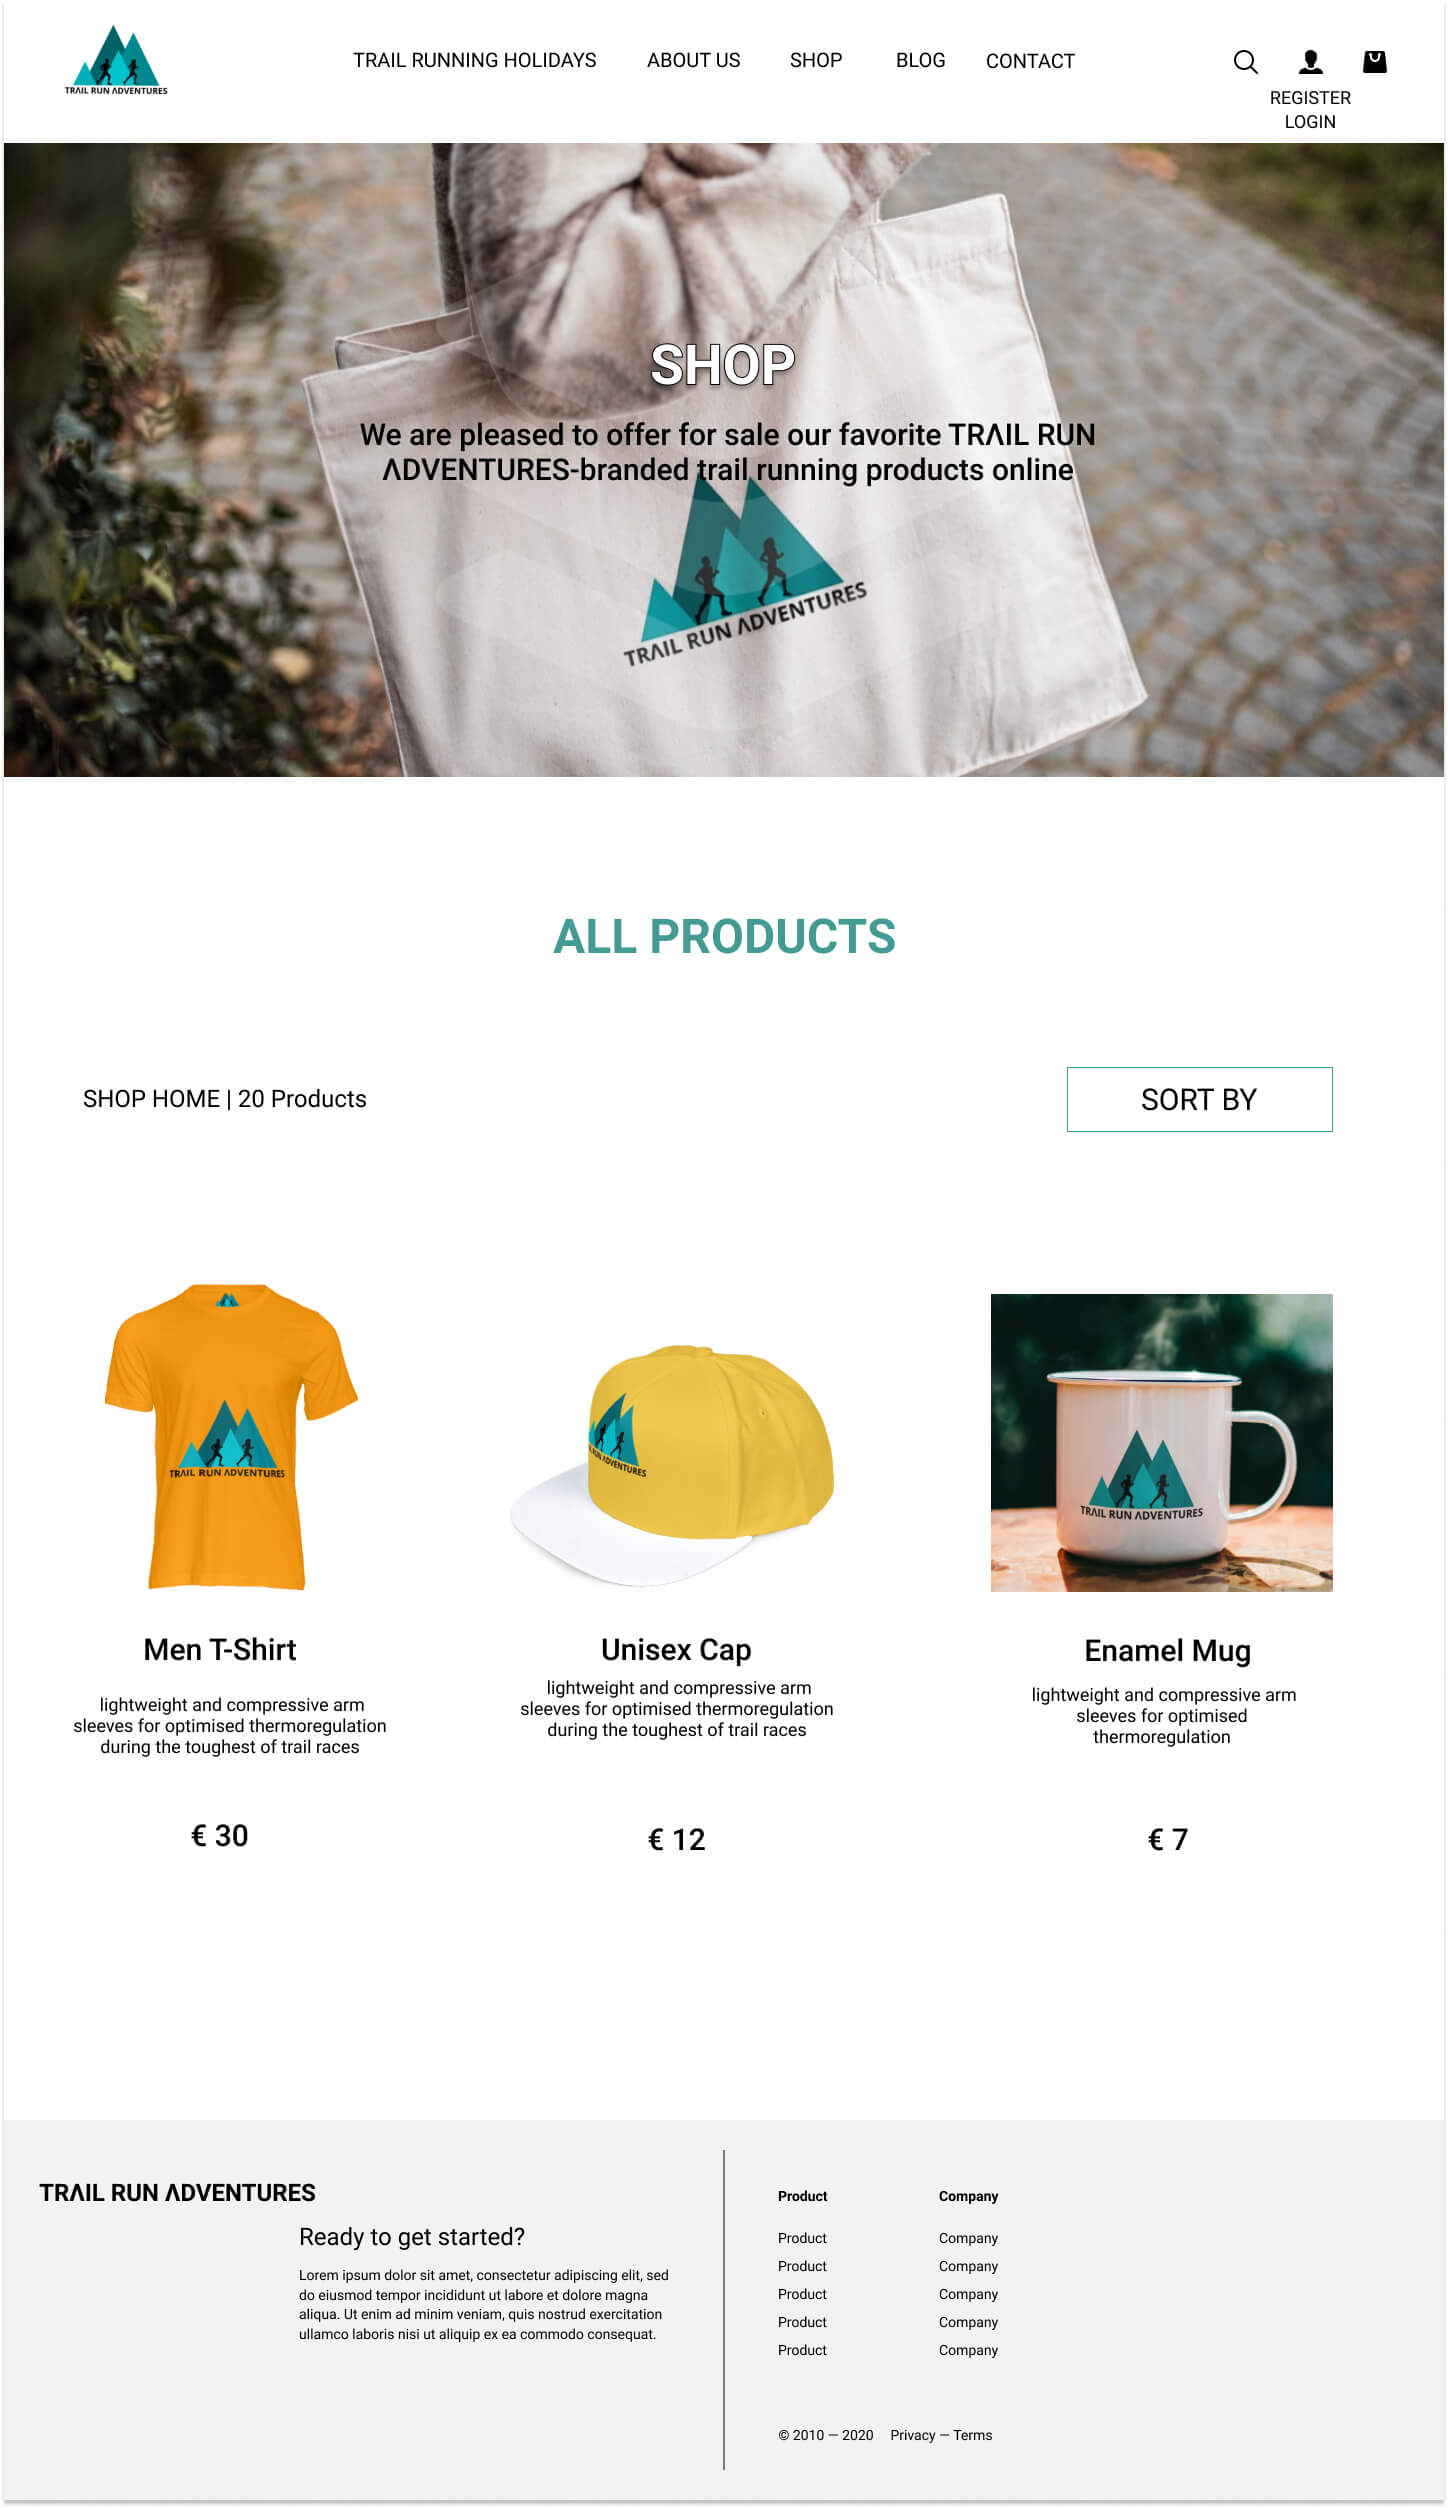 TRΛIL RUN ΛDVENTURES
TRAIL RUNNING HOLIDAYS
ABOUT US
SHOP
BLOG
CONTACT
REGISTER
LOGIN
SHOP
We are pleased to offer for sale our favorite TRΛIL RUN
ΛDVENTURES-branded trail running products online
TRΛIL RUN ΛDVENTURES
ALL PRODUCTS
SHOP HOME | 20 Products
SORT BY
TRΛIL RUN ΛDVENTURES
RUN ΛDVENTURES
TRΛIL RUN ΛDVENTURES
Men T-Shirt
lightweight and compressive arm
sleeves for optimised thermoregulation
during the toughest of trail races
€ 30
Unisex Cap
lightweight and compressive arm
sleeves for optimised thermoregulation
during the toughest of trail races
€ 12
Enamel Mug
lightweight and compressive arm
sleeves for optimised
thermoregulation
€ 7
TRΛIL RUN ΛDVENTURES
Ready to get started?
Lorem ipsum dolor sit amet, consectetur adipiscing elit, sed
do eiusmod tempor incididunt ut labore et dolore magna
aliqua. Ut enim ad minim veniam, quis nostrud exercitation
ullamco laboris nisi ut aliquip ex ea commodo consequat.
Product
Product
Product
Product
Product
Product
Company
Company
Company
Company
Company
Company
© 2010 — 2020 Privacy — Terms